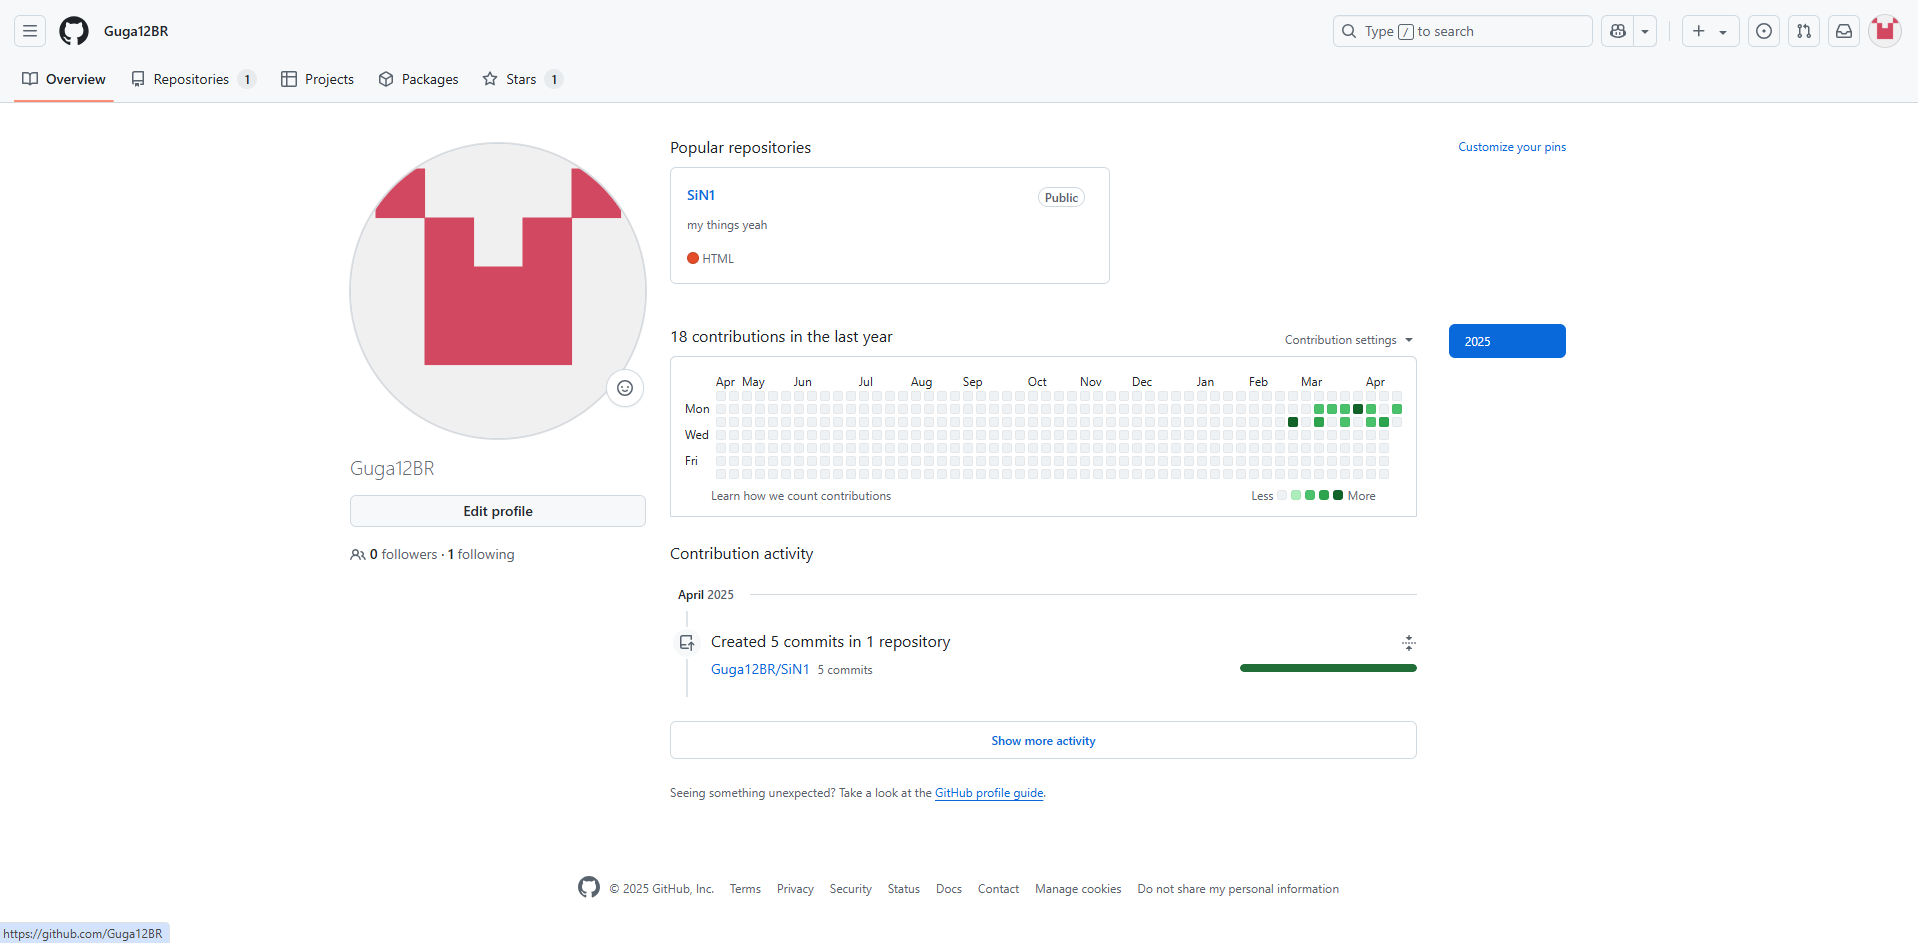 Guga12BR
Type / to search
Overview
Repositories 1
Projects
Packages
Stars 1
Guga12BR
Edit profile
0 followers · 1 following
Popular repositories
Customize your pins
SiN1
Public
my things yeah
HTML
18 contributions in the last year
Contribution settings
2025
Apr May Jun Jul Aug Sep Oct Nov Dec Jan Feb Mar Apr
Mon
Wed
Fri
Learn how we count contributions
Less More
Contribution activity
April 2025
Created 5 commits in 1 repository
Guga12BR/SiN1 5 commits
Show more activity
Seeing something unexpected? Take a look at the GitHub profile guide.
© 2025 GitHub, Inc. Terms Privacy Security Status Docs Contact Manage cookies Do not share my personal information
https://github.com/Guga12BR